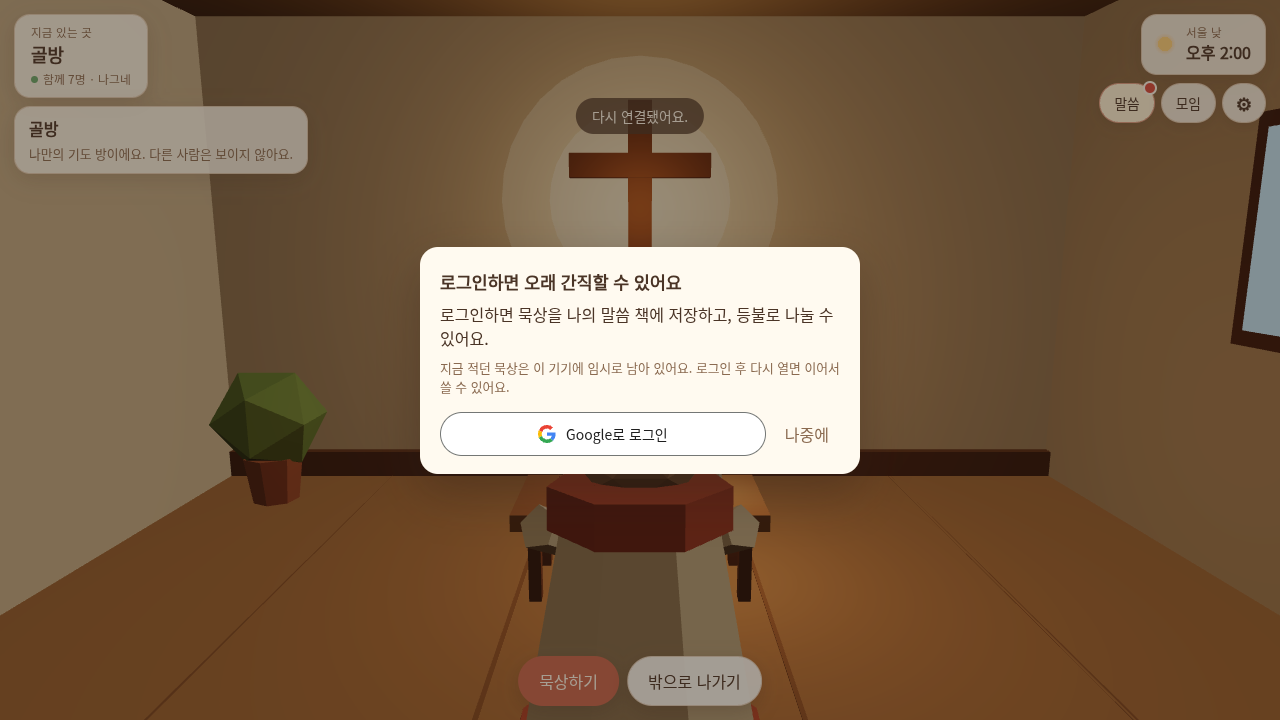 지금 있는 곳
골방
함께 7명 · 나그네
골방
나만의 기도 방이에요. 다른 사람은 보이지 않아요.
다시 연결됐어요.
서울 낮
오후 2:00
말씀
모임
로그인하면 오래 간직할 수 있어요
로그인하면 묵상을 나의 말씀 책에 저장하고, 등불로 나눌 수
있어요.
지금 적던 묵상은 이 기기에 임시로 남아 있어요. 로그인 후 다시 열면 이어서
쓸 수 있어요.
Google로 로그인
나중에
묵상하기
밖으로 나가기